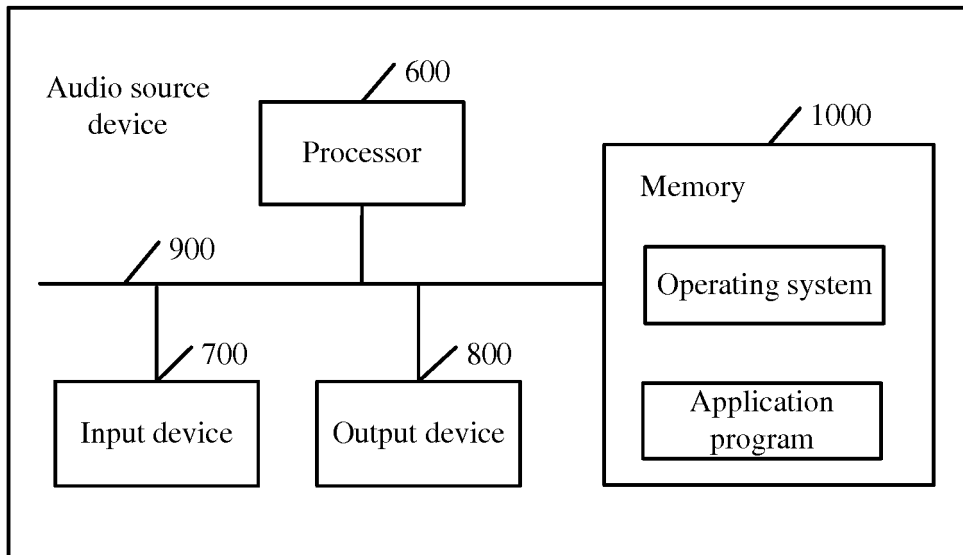 Audio source
device
600
Processor
1000
Memory
Operating system
Application
program
900
700
Input device
800
Output device